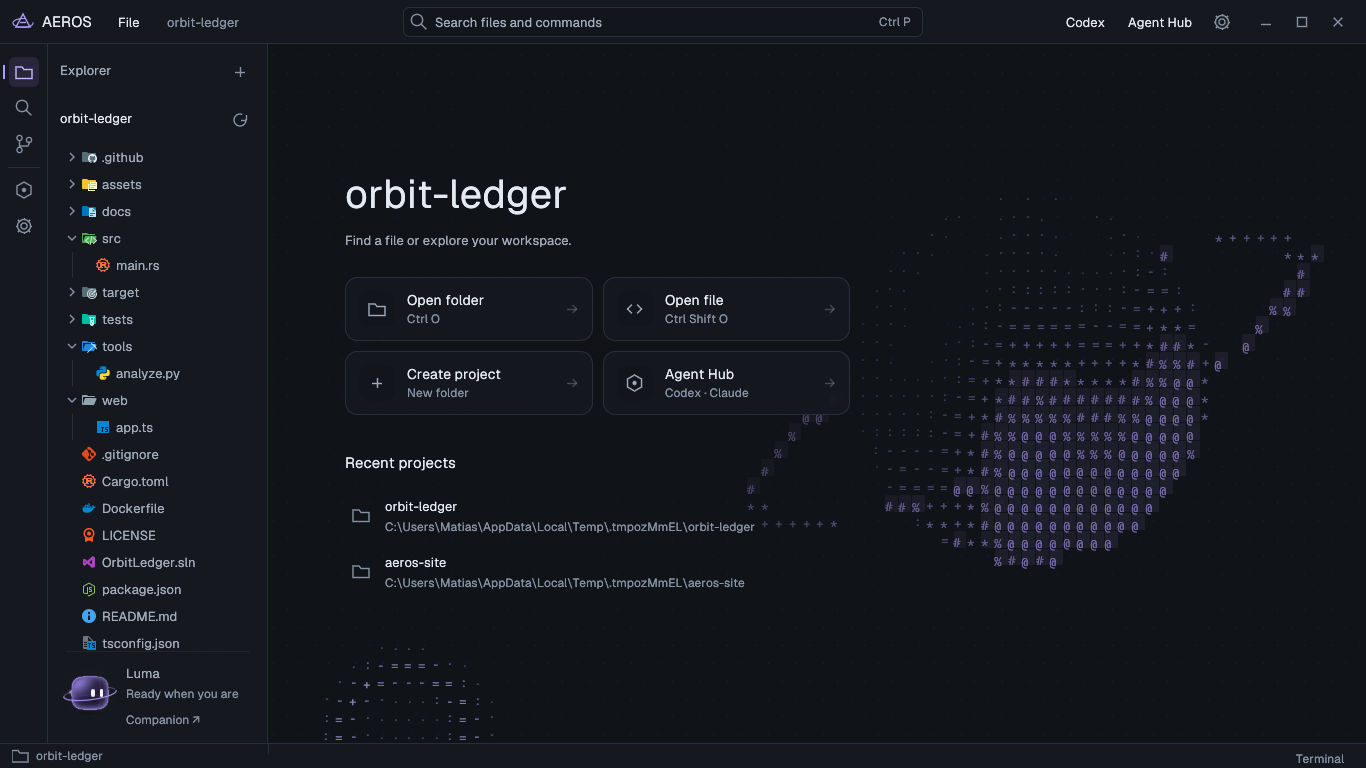 AEROS File orbit-ledger Search files and commands Ctrl P Codex Agent Hub
Explorer
orbit-ledger
.github
assets
docs
src
main.rs
target
tests
tools
analyze.py
web
app.ts
.gitignore
Cargo.toml
Dockerfile
LICENSE
OrbitLedger.sln
package.json
README.md
tsconfig.json
Luma
Ready when you are
Companion
orbit-ledger
Find a file or explore your workspace.
Open folder
Ctrl O
Open file
Ctrl Shift O
Create project
New folder
Agent Hub
Codex · Claude
Recent projects
orbit-ledger
C:\Users\Matias\AppData\Local\Temp\.tmpozMmEL\orbit-ledger
aeros-site
C:\Users\Matias\AppData\Local\Temp\.tmpozMmEL\aeros-site
orbit-ledger
Terminal